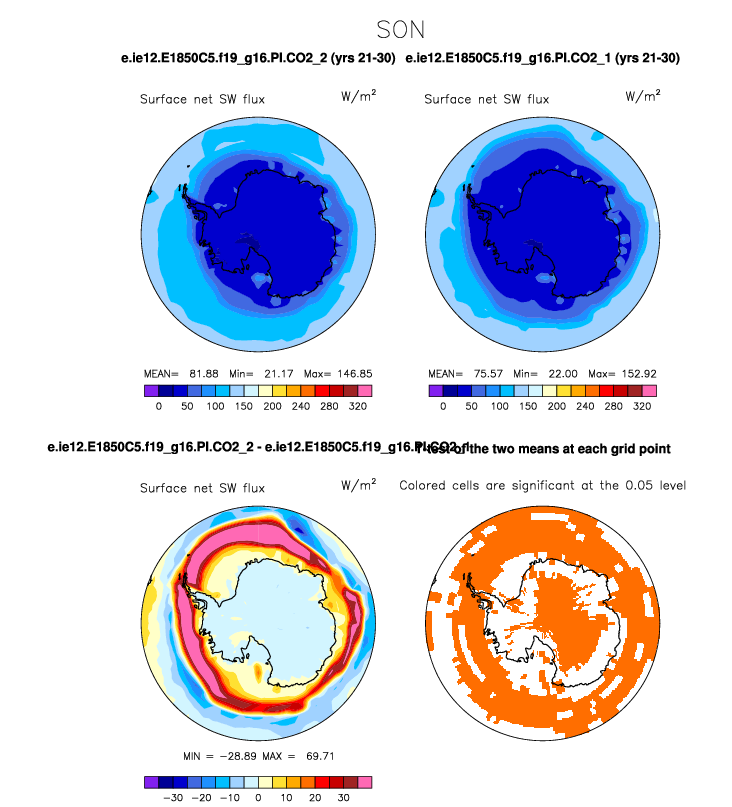 SON
e.ie12.E1850C5.f19_g16.PI.CO2_2 (yrs 21-30) e.ie12.E1850C5.f19_g16.PI.CO2_1 (yrs 21-30)
Surface net SW flux W/m² Surface net SW flux W/m²
MEAN= 81.88 Min= 21.17 Max= 146.85 MEAN= 75.57 Min= 22.00 Max= 152.92
0 50 88 150 200 240 280 320 0 50 88 150 200 240 280 320
e.ie12.E1850C5.f19_g16.PI.CO2_2 - e.ie12.E1850C5.f19_g16.PI.CO2_1 T-test of the two means at each grid point
Surface net SW flux W/m² Colored cells are significant at the 0.05 level
MIN = -28.89 MAX = 69.71
-30 -20 -10 0 10 20 30